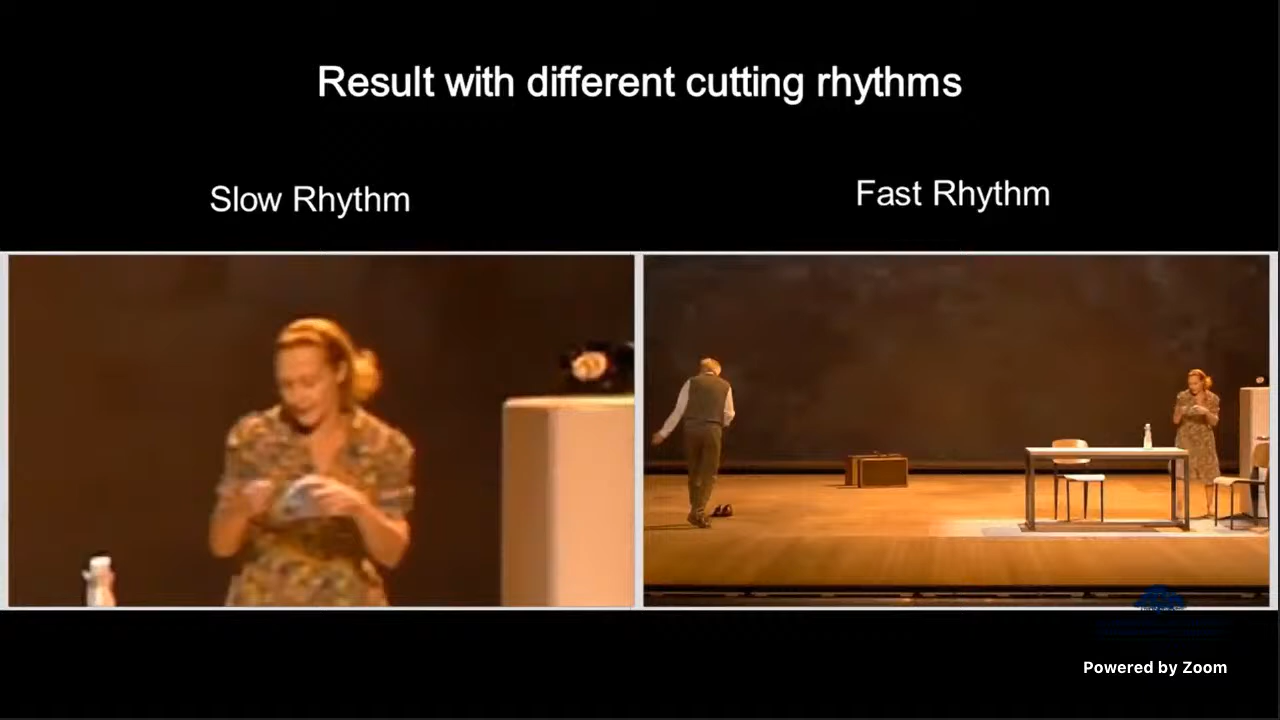 Result with different cutting rhythms
Slow Rhythm
Fast Rhythm
Powered by Zoom